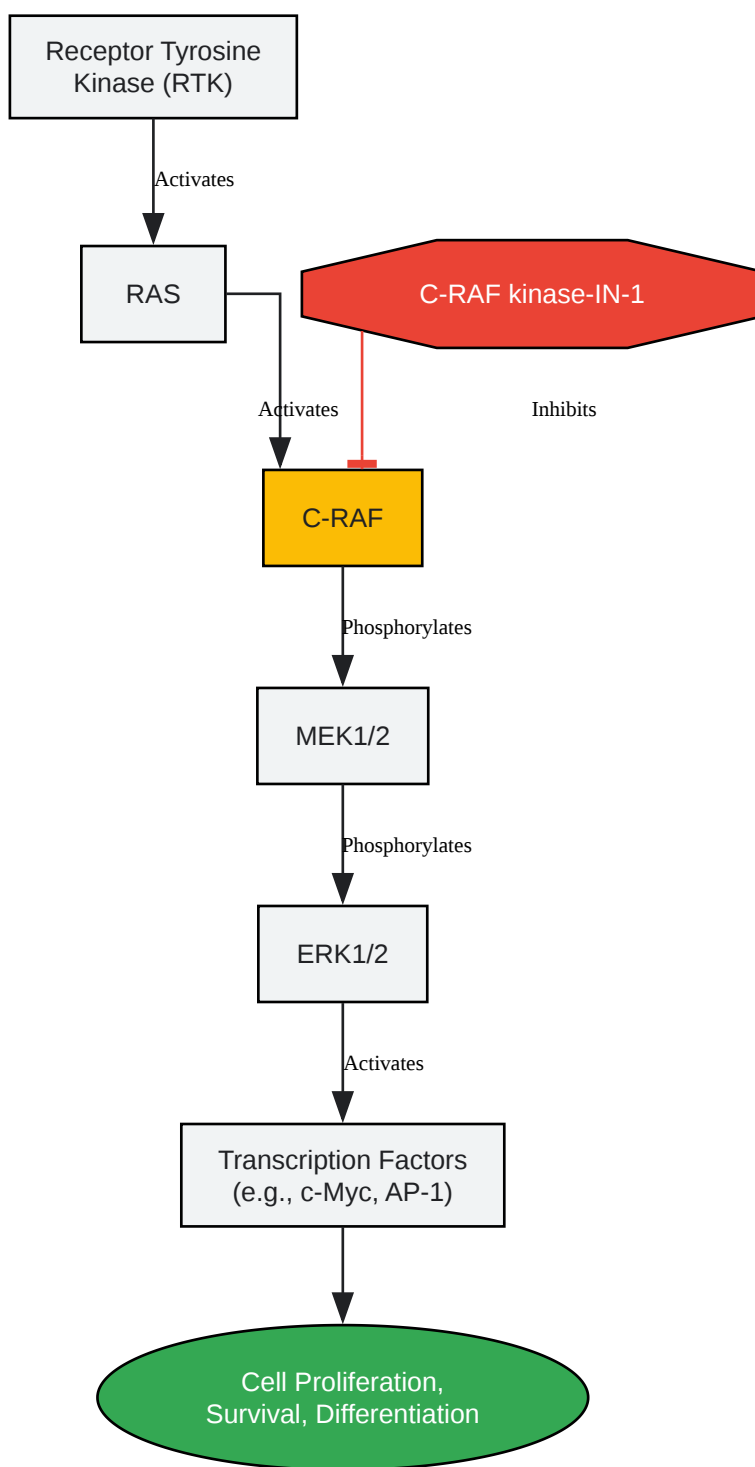 Receptor Tyrosine
Kinase (RTK)
Activates
RAS
C-RAF kinase-IN-1
Activates
Inhibits
C-RAF
Phosphorylates
MEK1/2
Phosphorylates
ERK1/2
Activates
Transcription Factors
(e.g., c-Myc, AP-1)
Cell Proliferation,
Survival, Differentiation